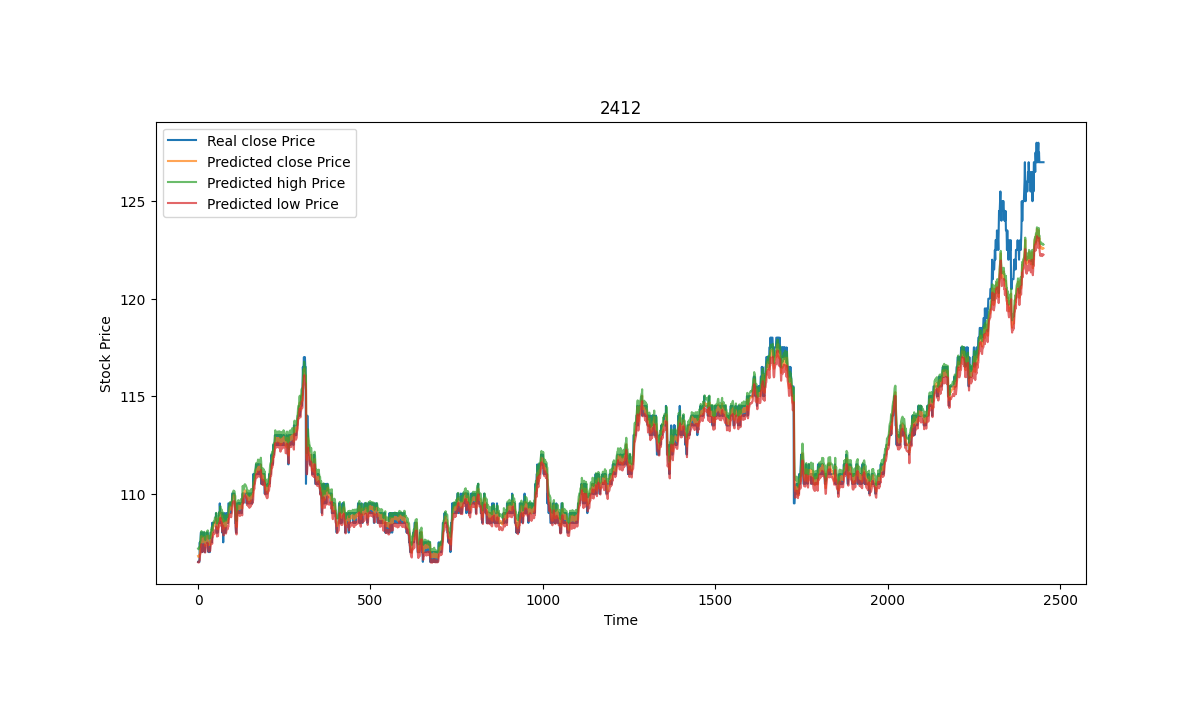 2412
Real close Price
Predicted close Price
Predicted high Price
Predicted low Price
125
120
115
110
Stock Price
0 500 1000 1500 2000 2500
Time